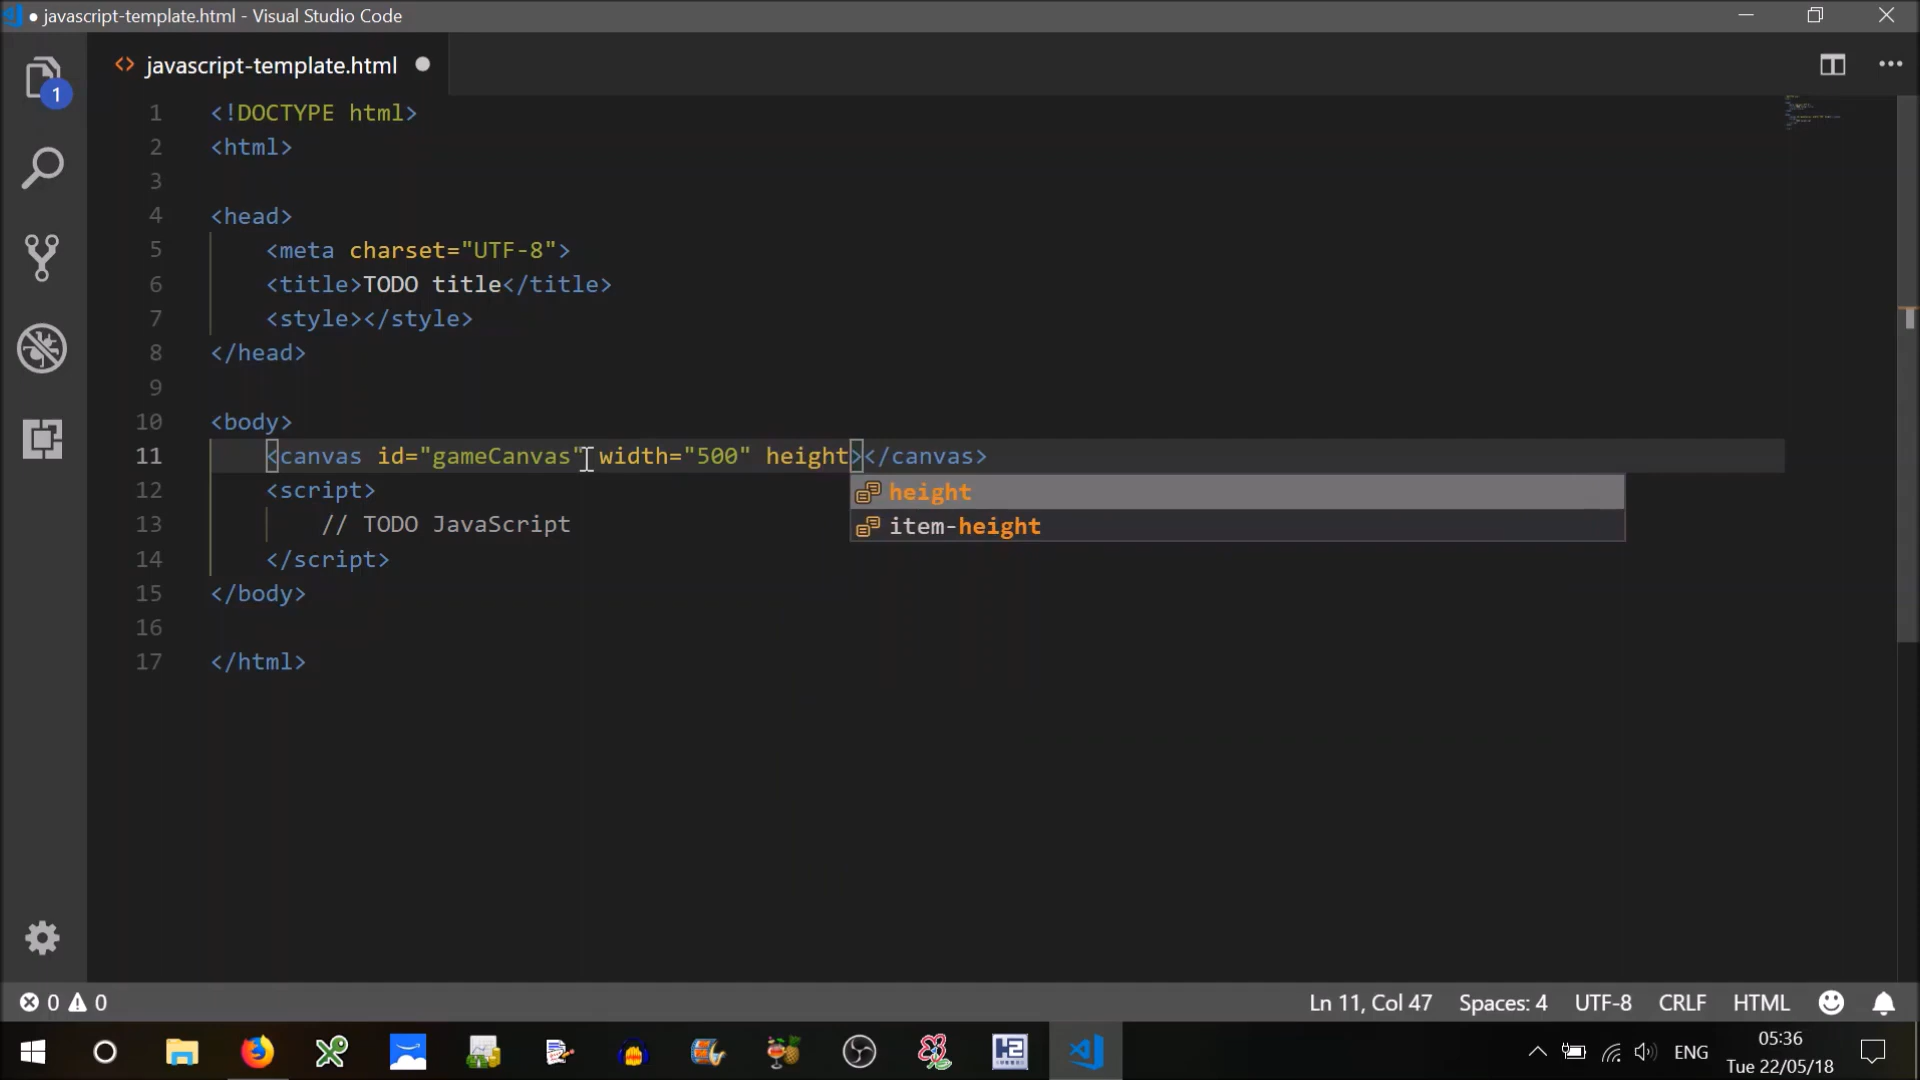 ● javascript-template.html - Visual Studio Code
<> javascript-template.html ●
1
1 <!DOCTYPE html>
2 <html>
3
4 <head>
5     <meta charset="UTF-8">
6     <title>TODO title</title>
7     <style></style>
8 </head>
9
10 <body>
11     <canvas id="gameCanvas" width="500" height></canvas>
height
12     <script>
item-height
13         // TODO JavaScript
14     </script>
15 </body>
16
17 </html>
0 0 Ln 11, Col 47 Spaces: 4 UTF-8 CRLF HTML
ENG 05:36
Tue 22/05/18